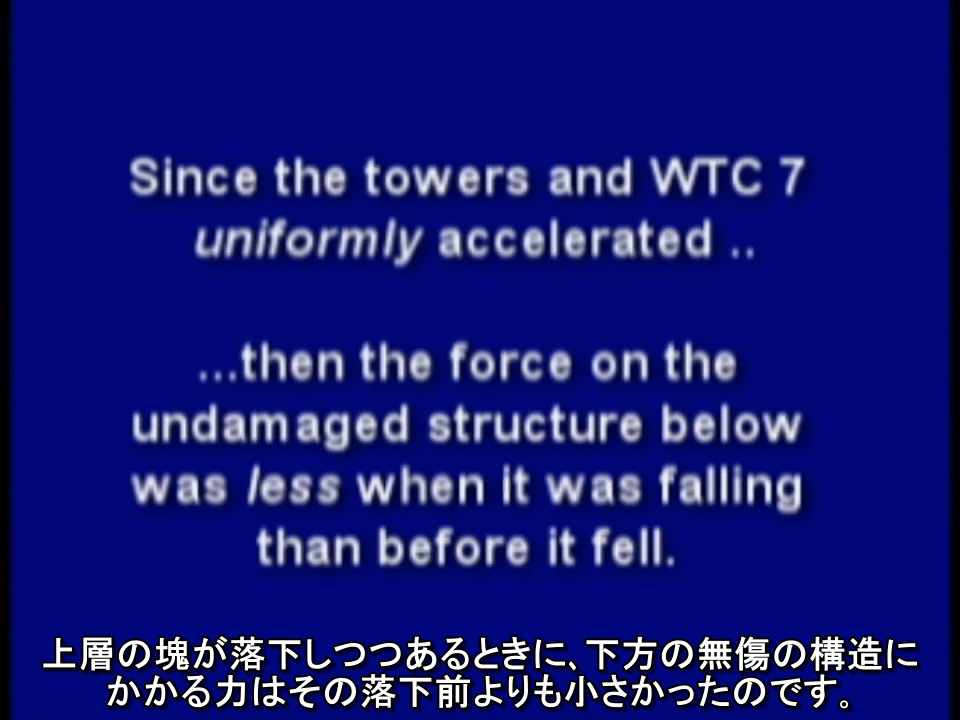 Since the towers and WTC 7
uniformly accelerated ..
...then the force on the
undamaged structure below
was less when it was falling
than before it fell.
上層の塊が落下しつつあるときに、下方の無傷の構造に
かかる力はその落下前よりも小さかったのです。